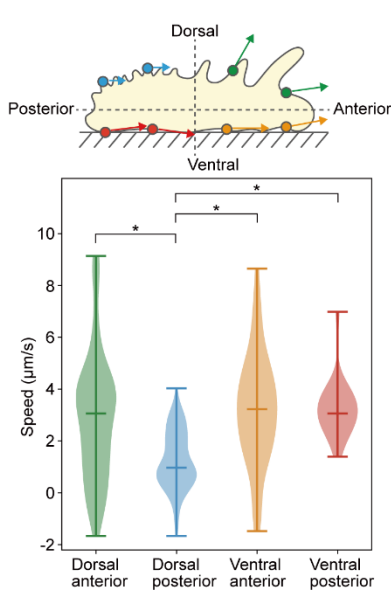 Dorsal
Posterior
Anterior
Ventral
*
*
*
10
8
6
4
2
0
-2
Speed (μm/s)
Dorsal anterior
Dorsal posterior
Ventral anterior
Ventral posterior